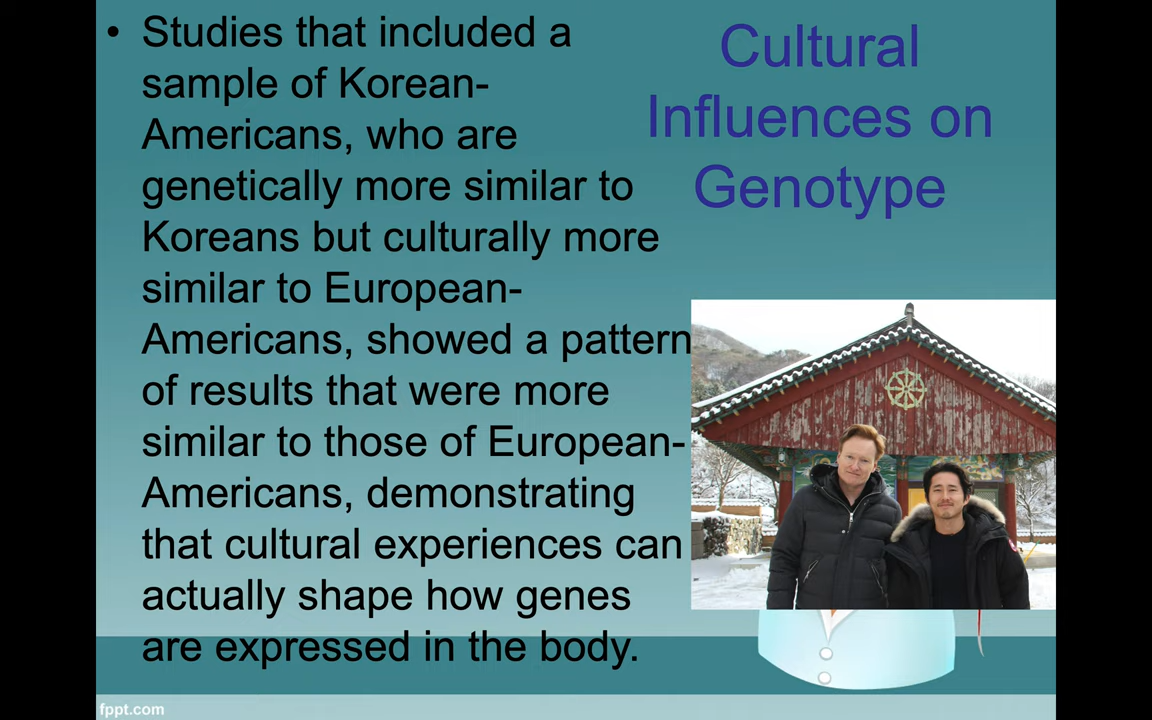 Cultural
Influences on
Genotype
• Studies that included a
sample of Korean-
Americans, who are
genetically more similar to
Koreans but culturally more
similar to European-
Americans, showed a pattern
of results that were more
similar to those of European-
Americans, demonstrating
that cultural experiences can
actually shape how genes
are expressed in the body.
fppt.com